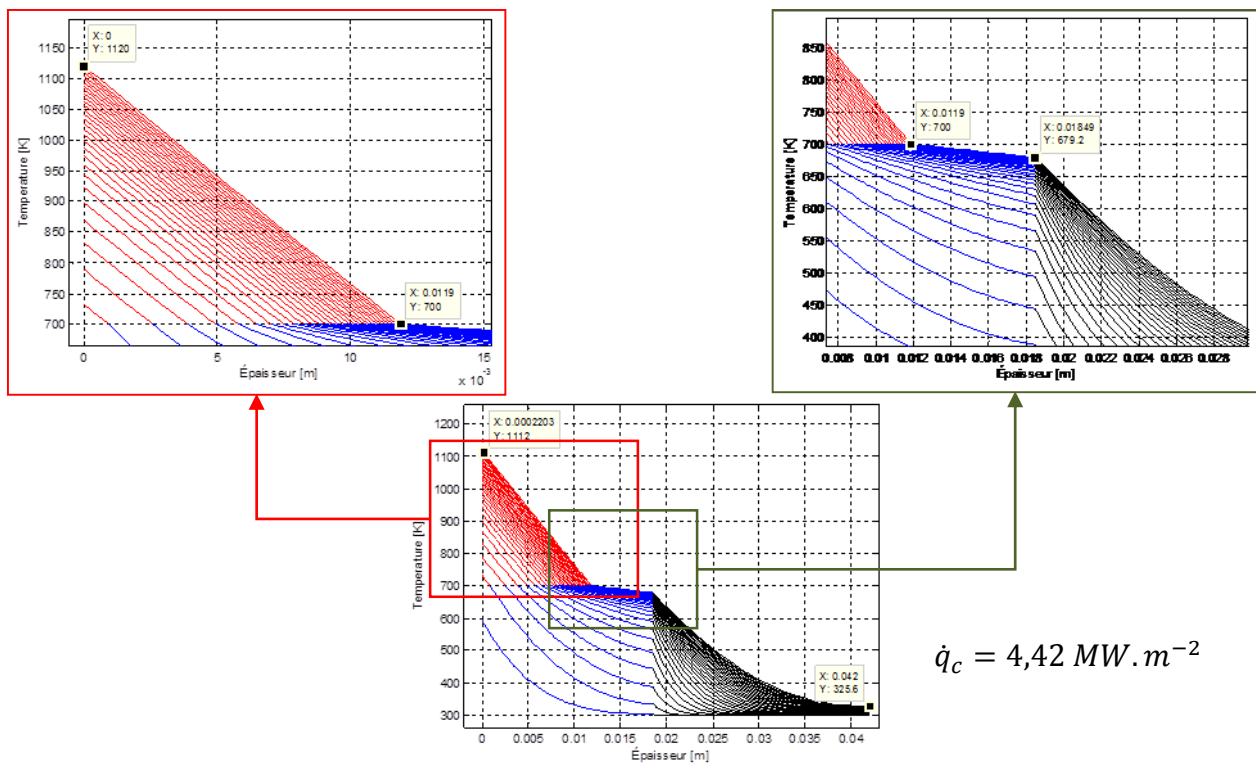 X: 0
Y: 1120
1150
1100
1050
1000
950
900
850
800
750
700
Temperature [K]
X: 0.0119
Y: 700
0
5
10
15
x 10⁻³
Épaisseur [m]
850
800
750
700
650
600
550
500
450
400
Temperature [K]
X: 0.0119
Y: 700
X: 0.01849
Y: 679.2
0.008 0.01 0.012 0.014 0.016 0.018 0.02 0.022 0.024 0.026 0.028
Épaisseur [m]
X: 0.0002203
Y: 1112
1200
1100
1000
900
800
700
600
500
400
300
Temperature [K]
X: 0.042
Y: 325.6
0 0.005 0.01 0.015 0.02 0.025 0.03 0.035 0.04
Épaisseur [m]
q̇c = 4,42 MW.m⁻²